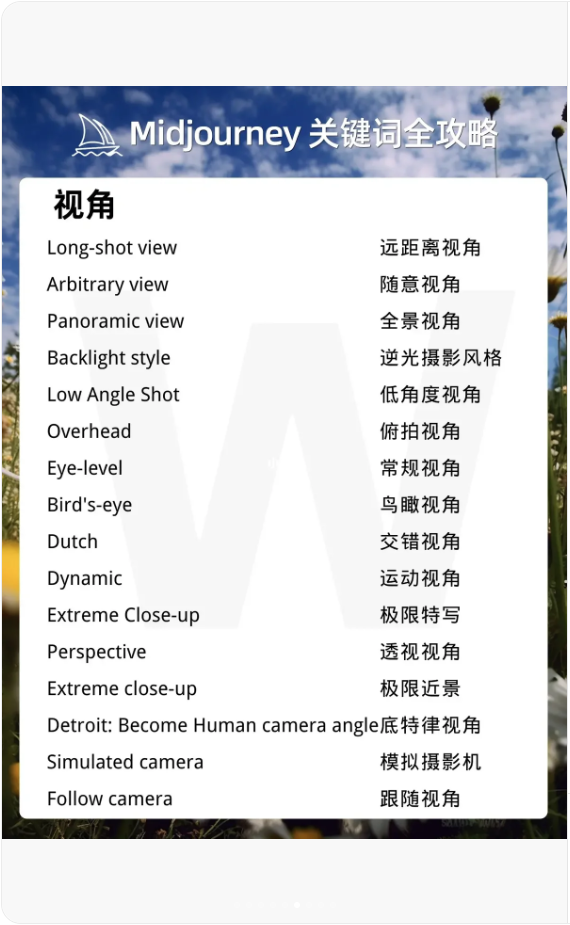 Midjourney 关键词全攻略
视角
Long-shot view 远距离视角
Arbitrary view 随意视角
Panoramic view 全景视角
Backlight style 逆光摄影风格
Low Angle Shot 低角度视角
Overhead 俯拍视角
Eye-level 常规视角
Bird's-eye 鸟瞰视角
Dutch 交错视角
Dynamic 运动视角
Extreme Close-up 极限特写
Perspective 透视视角
Extreme close-up 极限近景
Detroit: Become Human camera angle底特律视角
Simulated camera 模拟摄影机
Follow camera 跟随视角